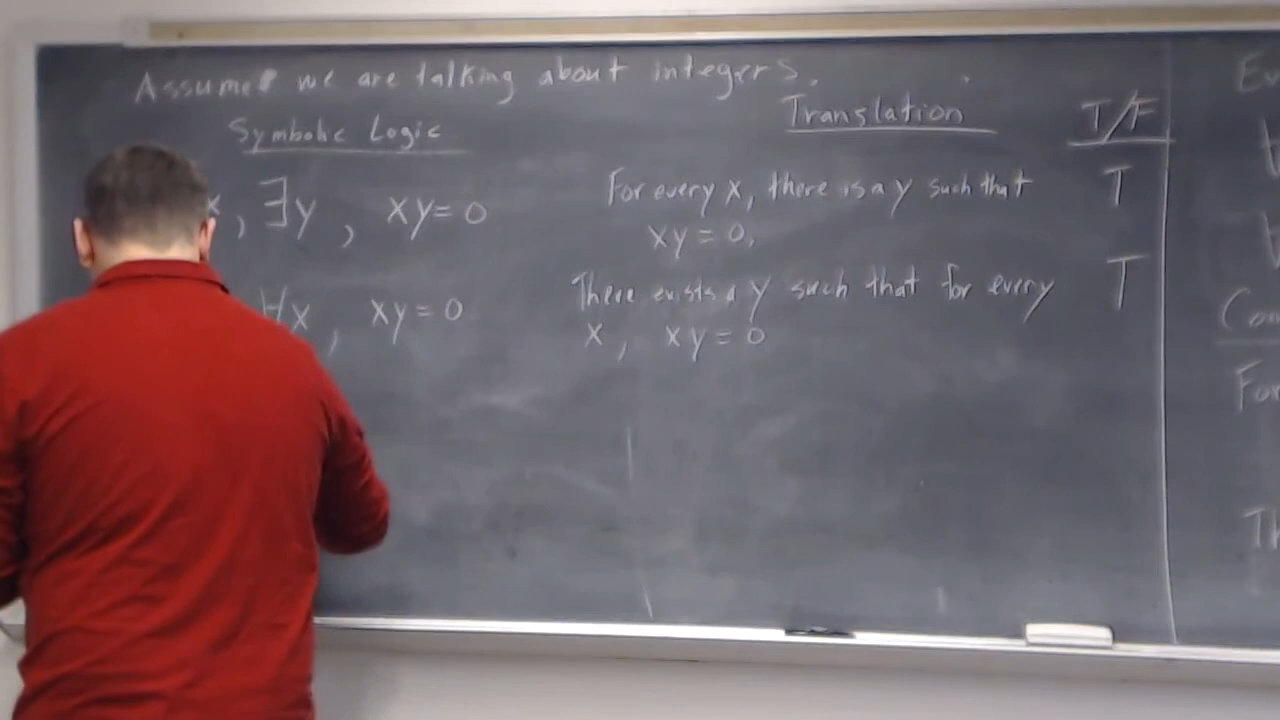 Assume we are talking about integers.
Symbolic Logic
Translation
T/F
x, ∃y, xy=0
For every x, there is a y such that
xy=0.
T
∀x, xy=0
There exists a y such that for every
x, xy=0
T
For